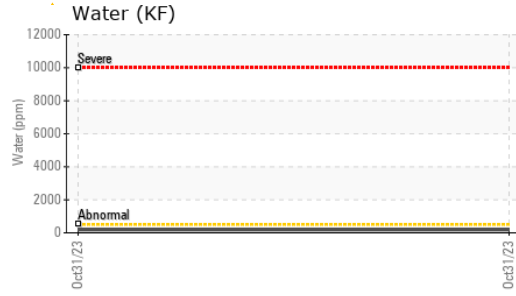 Water (KF)
12000
Severe
10000
8000
6000
Water (ppm)
4000
2000
Abnormal
0
Oct31/23
Oct31/23